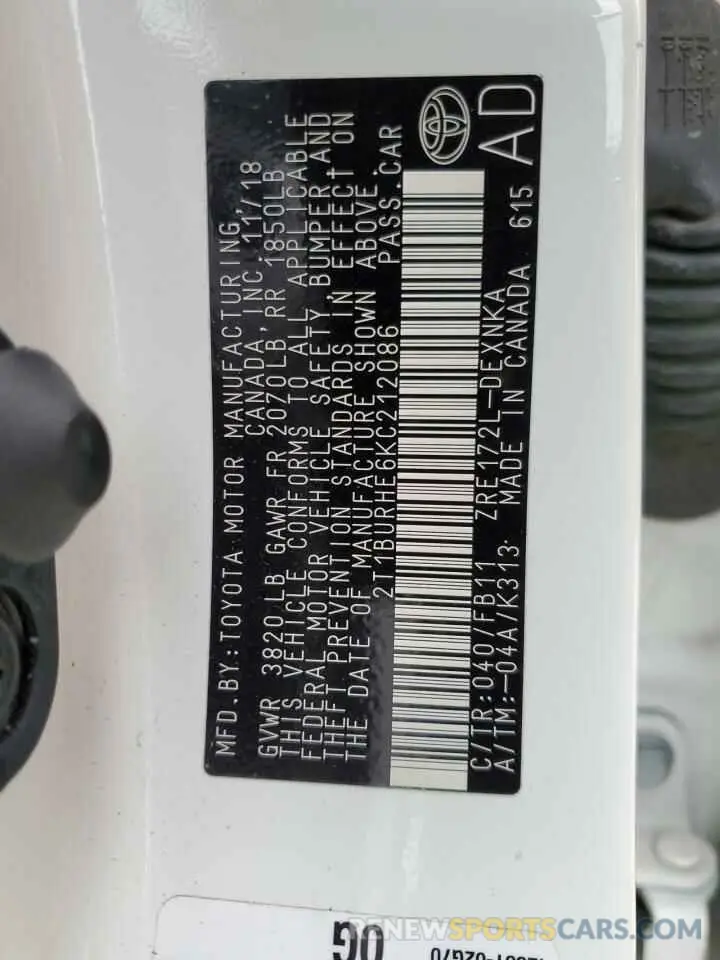 MFD.BY:TOYOTA MOTOR MANUFACTURING,
CANADA, INC. 11/18
GVWR 3820LB GAWR FR 2070LB, RR 1850LB
THIS VEHICLE CONFORMS TO ALL APPLICABLE
FEDERAL MOTOR VEHICLE SAFETY BUMPER, AND
THEFT PREVENTION STANDARDS IN EFFECT ON
THE DATE OF MANUFACTURE SHOWN ABOVE.
2T1BURHE6KC212086 PASS.CAR
C/TR:040/FB11 ZRE172L-DEXNKA
A/TM:-04A/K313 MADE IN CANADA 615
AD
RENEWSPORTSCARS.COM